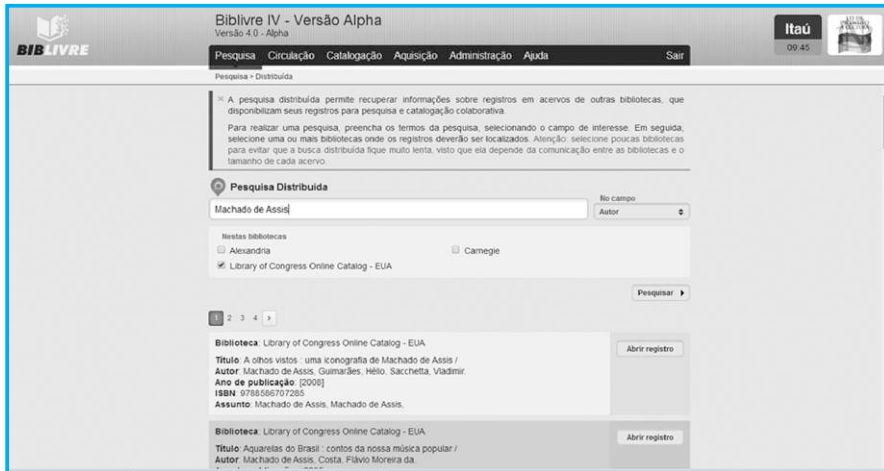 BIBLIVRE
Biblivre IV - Versão Alpha
Versão 4.0 - Alpha
Itaú
09:45
Pesquisa Circulação Catalogação Aquisição Administração Ajuda Sair
Pesquisa > Distribuída
× A pesquisa distribuída permite recuperar informações sobre registros em acervos de outras bibliotecas, que
disponibilizam seus registros para pesquisa e catalogação colaborativa.
Para realizar uma pesquisa, preencha os termos da pesquisa, selecionando o campo de interesse. Em seguida,
selecione uma ou mais bibliotecas onde os registros deverão ser localizados. Atenção: selecione poucas bibliotecas
para evitar que a busca distribuída fique muito lenta, visto que ela depende da comunicação entre as bibliotecas e o
tamanho de cada acervo.
Pesquisa Distribuída
No campo
Machado de Assis
Autor
Nestas bibliotecas
Alexandria
Carnegie
Library of Congress Online Catalog - EUA
Pesquisar
1 2 3 4 >
Biblioteca: Library of Congress Online Catalog - EUA
Abrir registro
Título: A olhos vistos : uma iconografia de Machado de Assis /
Autor: Machado de Assis, Guimarães, Hélio, Sacchetta, Vladimir.
Ano de publicação: [2008]
ISBN: 9788586707285
Assunto: Machado de Assis, Machado de Assis,
Biblioteca: Library of Congress Online Catalog - EUA
Abrir registro
Título: Aquarelas do Brasil : contos da nossa música popular /
Autor: Machado de Assis, Costa, Flávio Moreira da.